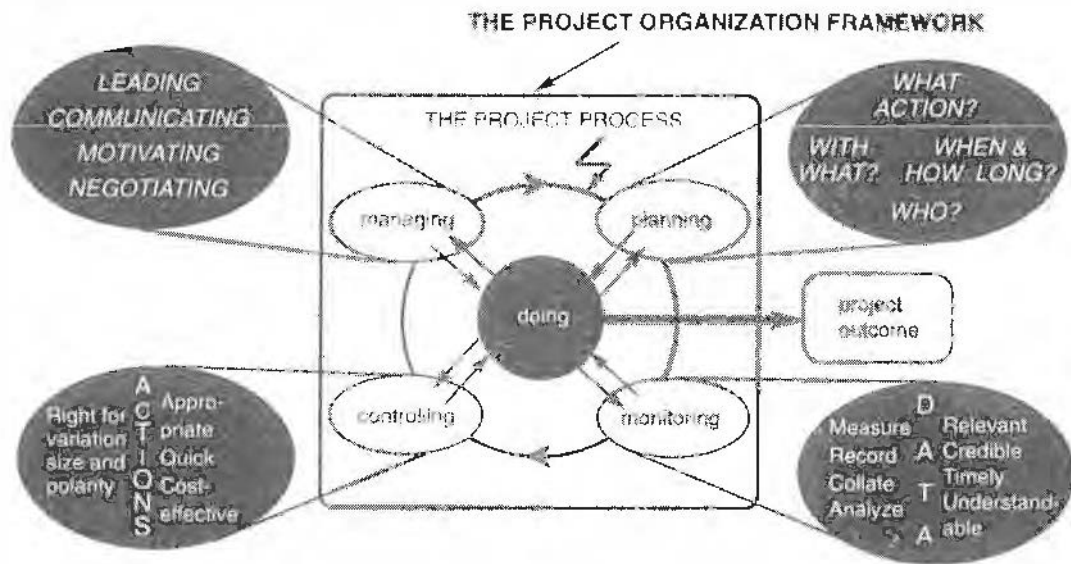 THE PROJECT ORGANIZATION FRAMEWORK
LEADING
COMMUNICATING
MOTIVATING
NEGOTIATING
THE PROJECT PROCESS
WHAT
ACTION?
WITH
WHAT?
WHEN &
HOW LONG?
WHO?
managing
planning
doing
project
outcome
controlling
monitoring
Right for
variation
size and
polarity
ACTIONS
Appro-
priate
Quick
Cost-
effective
Measure
Record
Collate
Analyze
DATA
Relevant
Credible
Timely
Understand-
able